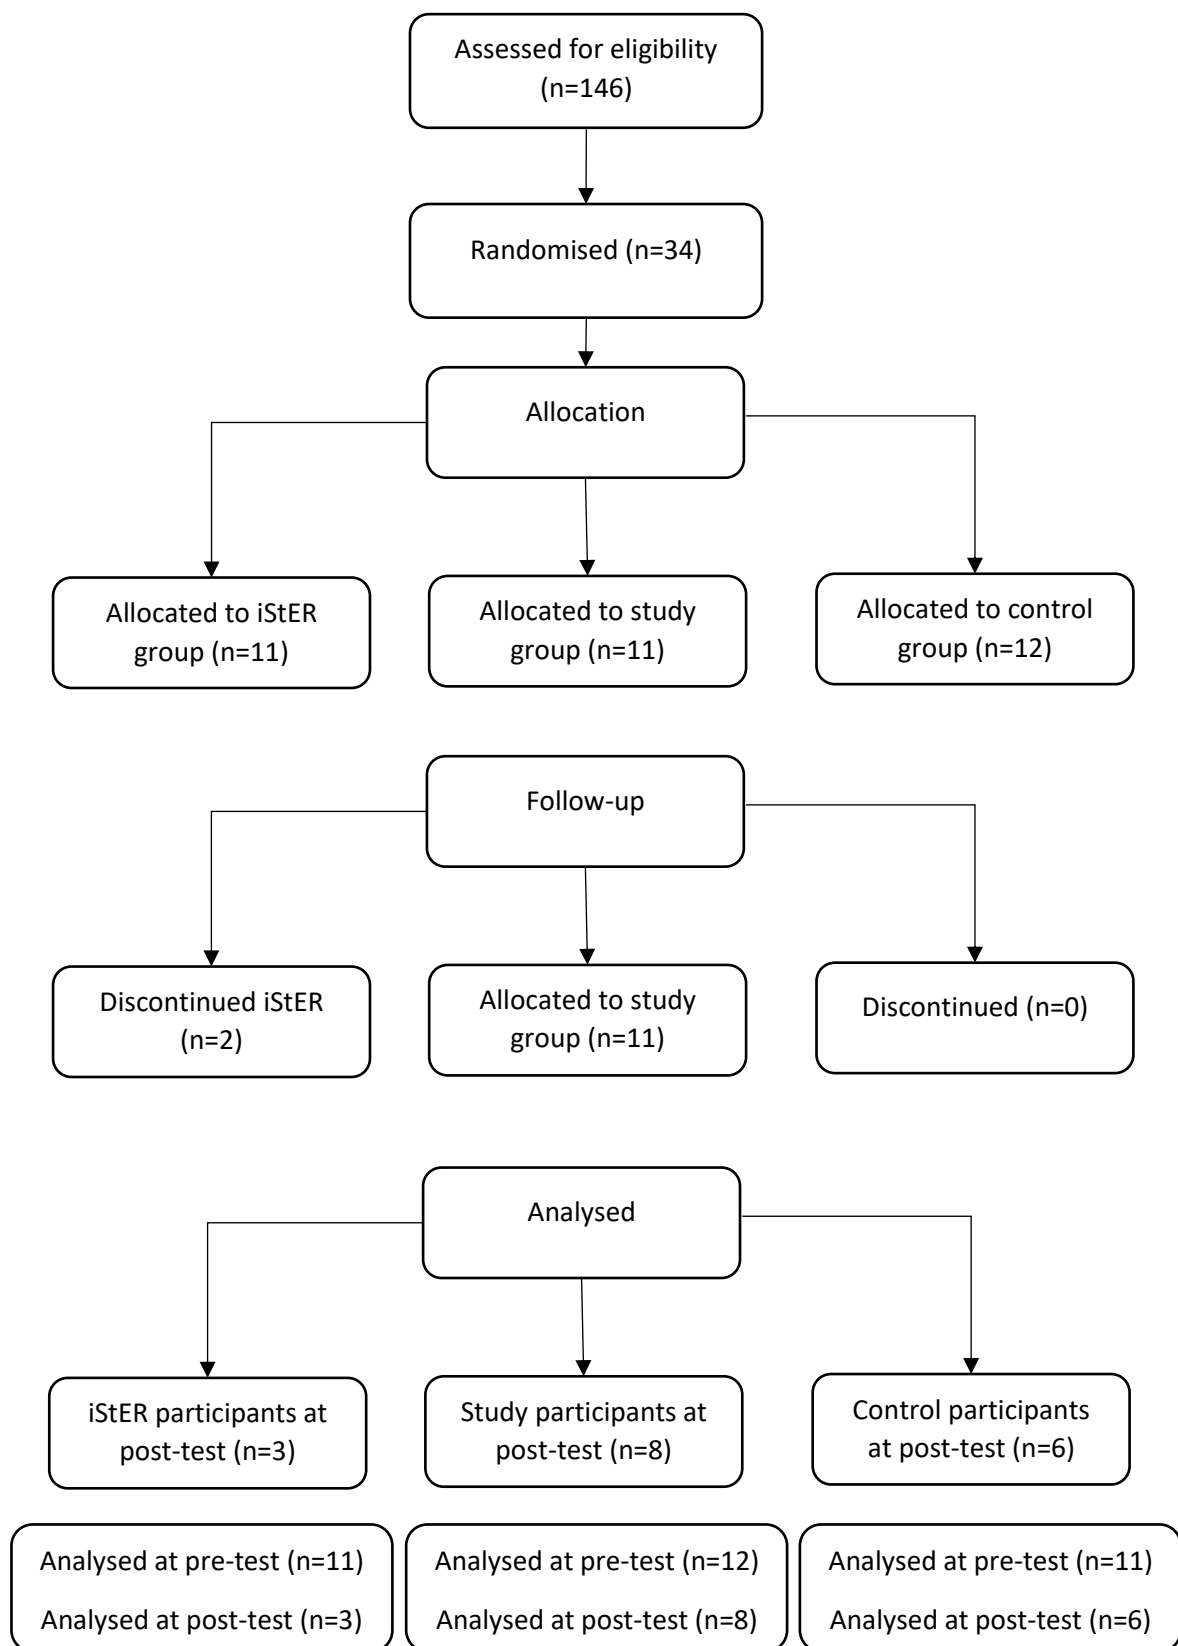 Assessed for eligibility
(n=146)
Randomised (n=34)
Allocation
Allocated to iStER
group (n=11)
Allocated to study
group (n=11)
Allocated to control
group (n=12)
Follow-up
Discontinued iStER
(n=2)
Allocated to study
group (n=11)
Discontinued (n=0)
Analysed
iStER participants at
post-test (n=3)
Study participants at
post-test (n=8)
Control participants
at post-test (n=6)
Analysed at pre-test (n=11)
Analysed at post-test (n=3)
Analysed at pre-test (n=12)
Analysed at post-test (n=8)
Analysed at pre-test (n=11)
Analysed at post-test (n=6)